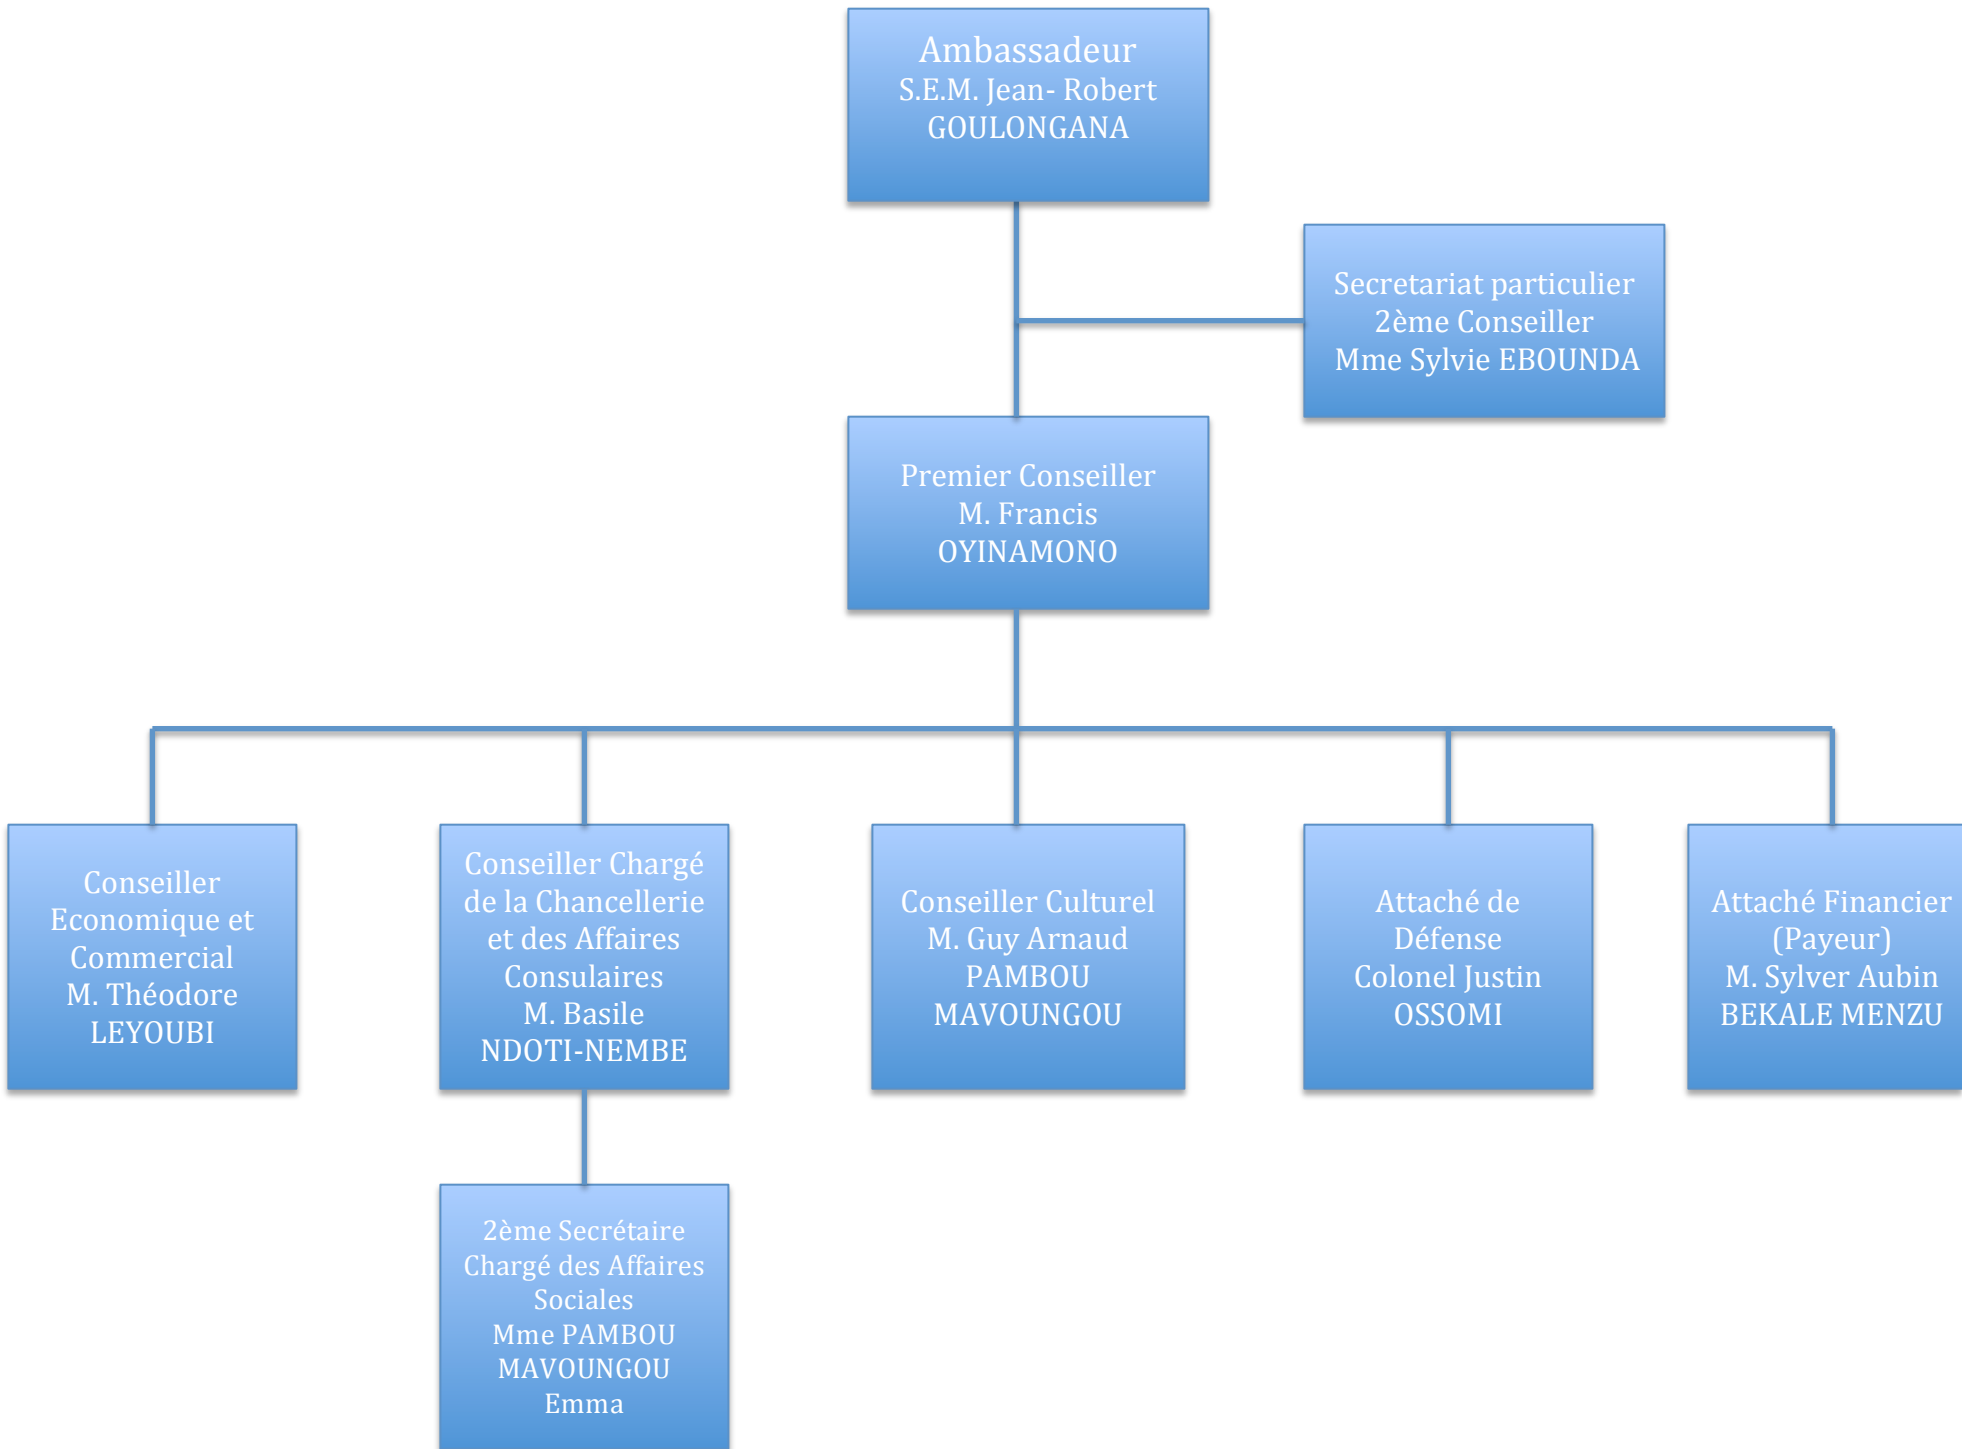 Ambassadeur
S.E.M. Jean- Robert
GOULONGANA
Secretariat particulier
2ème Conseiller
Mme Sylvie EBOUNDA
Premier Conseiller
M. Francis
OYINAMONO
Conseiller
Economique et
Commercial
M. Théodore
LEYOUBI
Conseiller Chargé
de la Chancellerie
et des Affaires
Consulaires
M. Basile
NDOTI-NEMBE
Conseiller Culturel
M. Guy Arnaud
PAMBOU
MAVOUNGOU
Attaché de
Défense
Colonel Justin
OSSOMI
Attaché Financier
(Payeur)
M. Sylver Aubin
BEKALE MENZU
2ème Secrétaire
Chargé des Affaires
Sociales
Mme PAMBOU
MAVOUNGOU
Emma